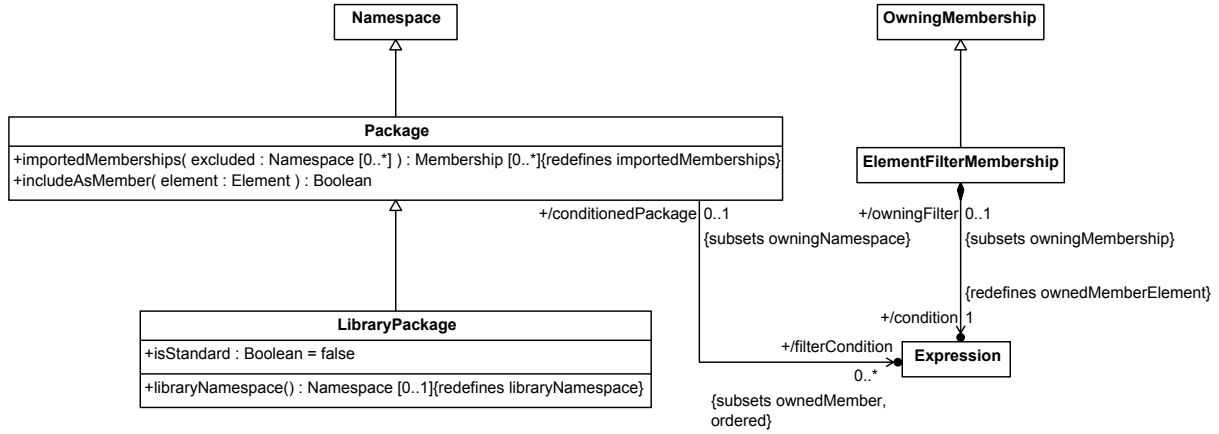 Namespace
OwningMembership
Package
+importedMemberships( excluded : Namespace [0..*] ) : Membership [0..*]{redefines importedMemberships}
+includeAsMember( element : Element ) : Boolean
ElementFilterMembership
+/conditionedPackage
0..1
{subsets owningNamespace}
+/owningFilter
0..1
{subsets owningMembership}
{redefines ownedMemberElement}
+/condition
1
LibraryPackage
+isStandard : Boolean = false
+libraryNamespace() : Namespace [0..1]{redefines libraryNamespace}
+/filterCondition
0..*
Expression
{subsets ownedMember,
ordered}